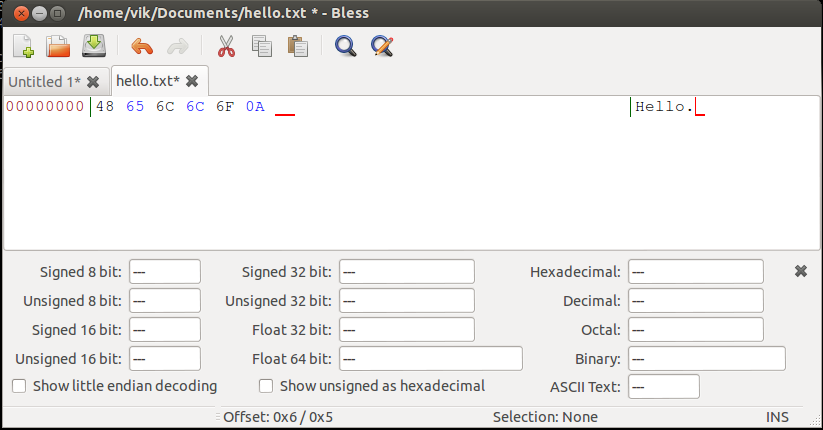 /home/vik/Documents/hello.txt * - Bless
Untitled 1* hello.txt*
00000000 48 65 6C 6C 6F 0A Hello.
Signed 8 bit: --- Signed 32 bit: --- Hexadecimal: ---
Unsigned 8 bit: --- Unsigned 32 bit: --- Decimal: ---
Signed 16 bit: --- Float 32 bit: --- Octal: ---
Unsigned 16 bit: --- Float 64 bit: --- Binary: ---
Show little endian decoding Show unsigned as hexadecimal ASCII Text: ---
Offset: 0x6 / 0x5 Selection: None INS